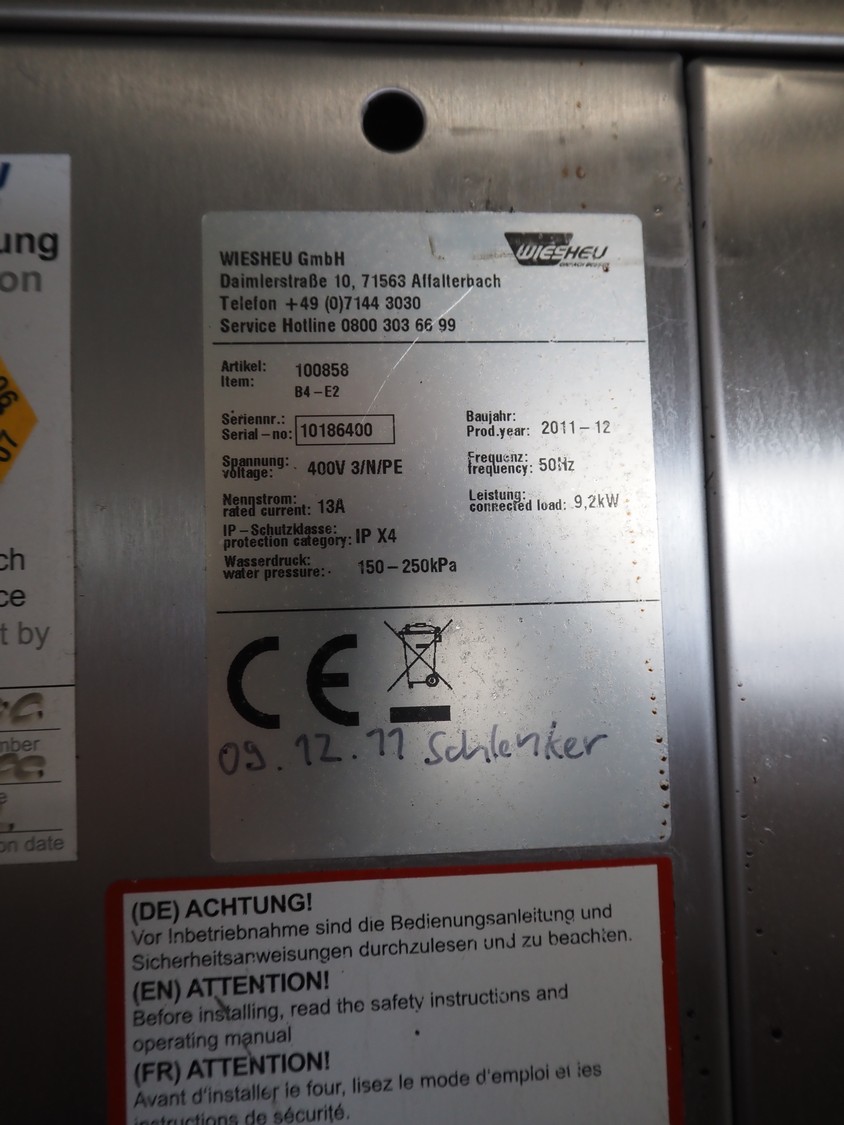 ung
on
06
07
ch
ce
t by
mber
on date
WIESHEU
WIESHEU GmbH
Daimlerstraße 10, 71563 Affalterbach
Telefon +49 (0)7144 3030
Service Hotline 0800 303 66 99
Artikel: 100858
Item: B4-E2
Seriennr.:
Serial-no: 10186400
Baujahr:
Prod.year: 2011-12
Spannung:
voltage: 400V 3/N/PE
Frequenz:
frequency: 50Hz
Nennstrom:
rated current: 13A
Leistung:
connected load: 9,2kW
IP-Schutzklasse:
protection category: IP X4
Wasserdruck:
water pressure: 150-250kPa
CE
09.12.11 Schlenker
(DE) ACHTUNG!
Vor Inbetriebnahme sind die Bedienungsanleitung und
Sicherheitsanweisungen durchzulesen und zu beachten.
(EN) ATTENTION!
Before installing, read the safety instructions and
operating manual
(FR) ATTENTION!
Avant d'installer le four, lisez le mode d'emploi et les
instructions de sécurité.